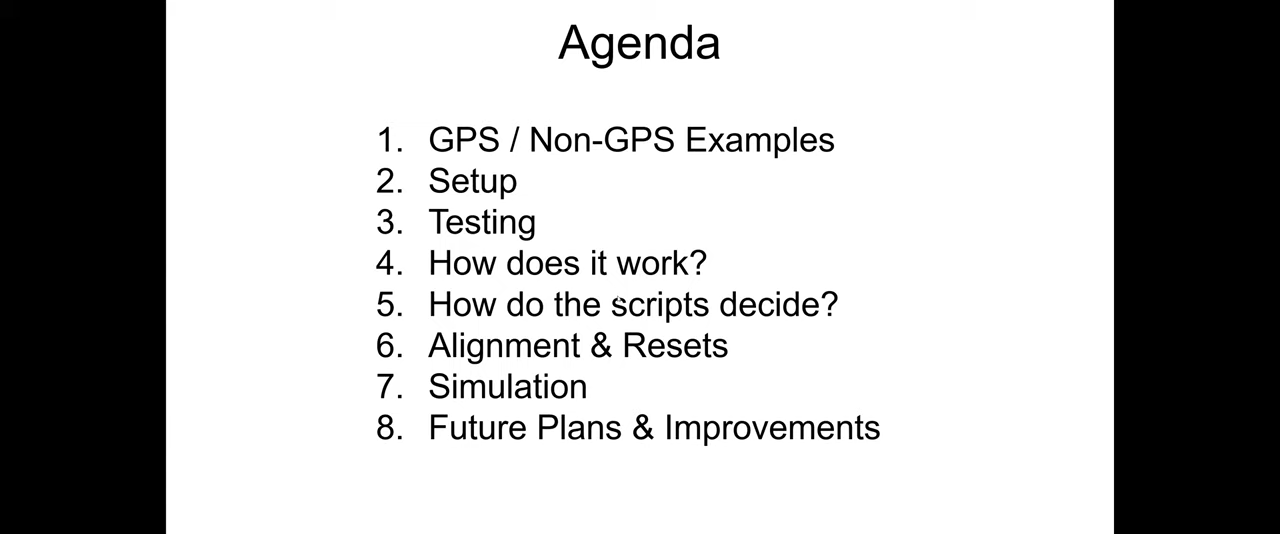 Agenda
1. GPS / Non-GPS Examples
2. Setup
3. Testing
4. How does it work?
5. How do the scripts decide?
6. Alignment & Resets
7. Simulation
8. Future Plans & Improvements